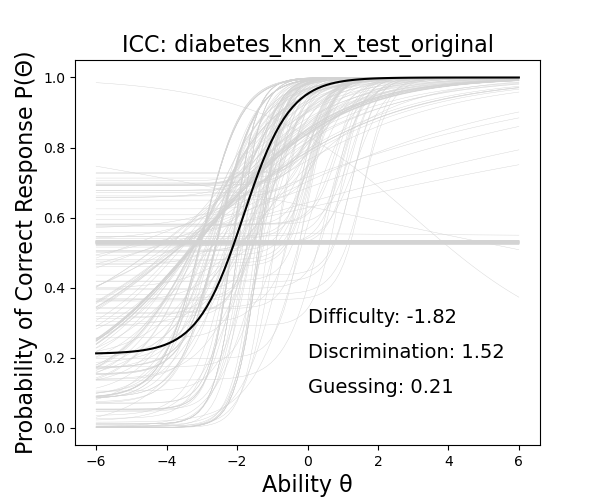 ICC: diabetes_knn_x_test_original
Probability of Correct Response P(Θ)
1.0
0.8
0.6
0.4
0.2
0.0
Difficulty: -1.82
Discrimination: 1.52
Guessing: 0.21
−6 −4 −2 0 2 4 6
Ability θ